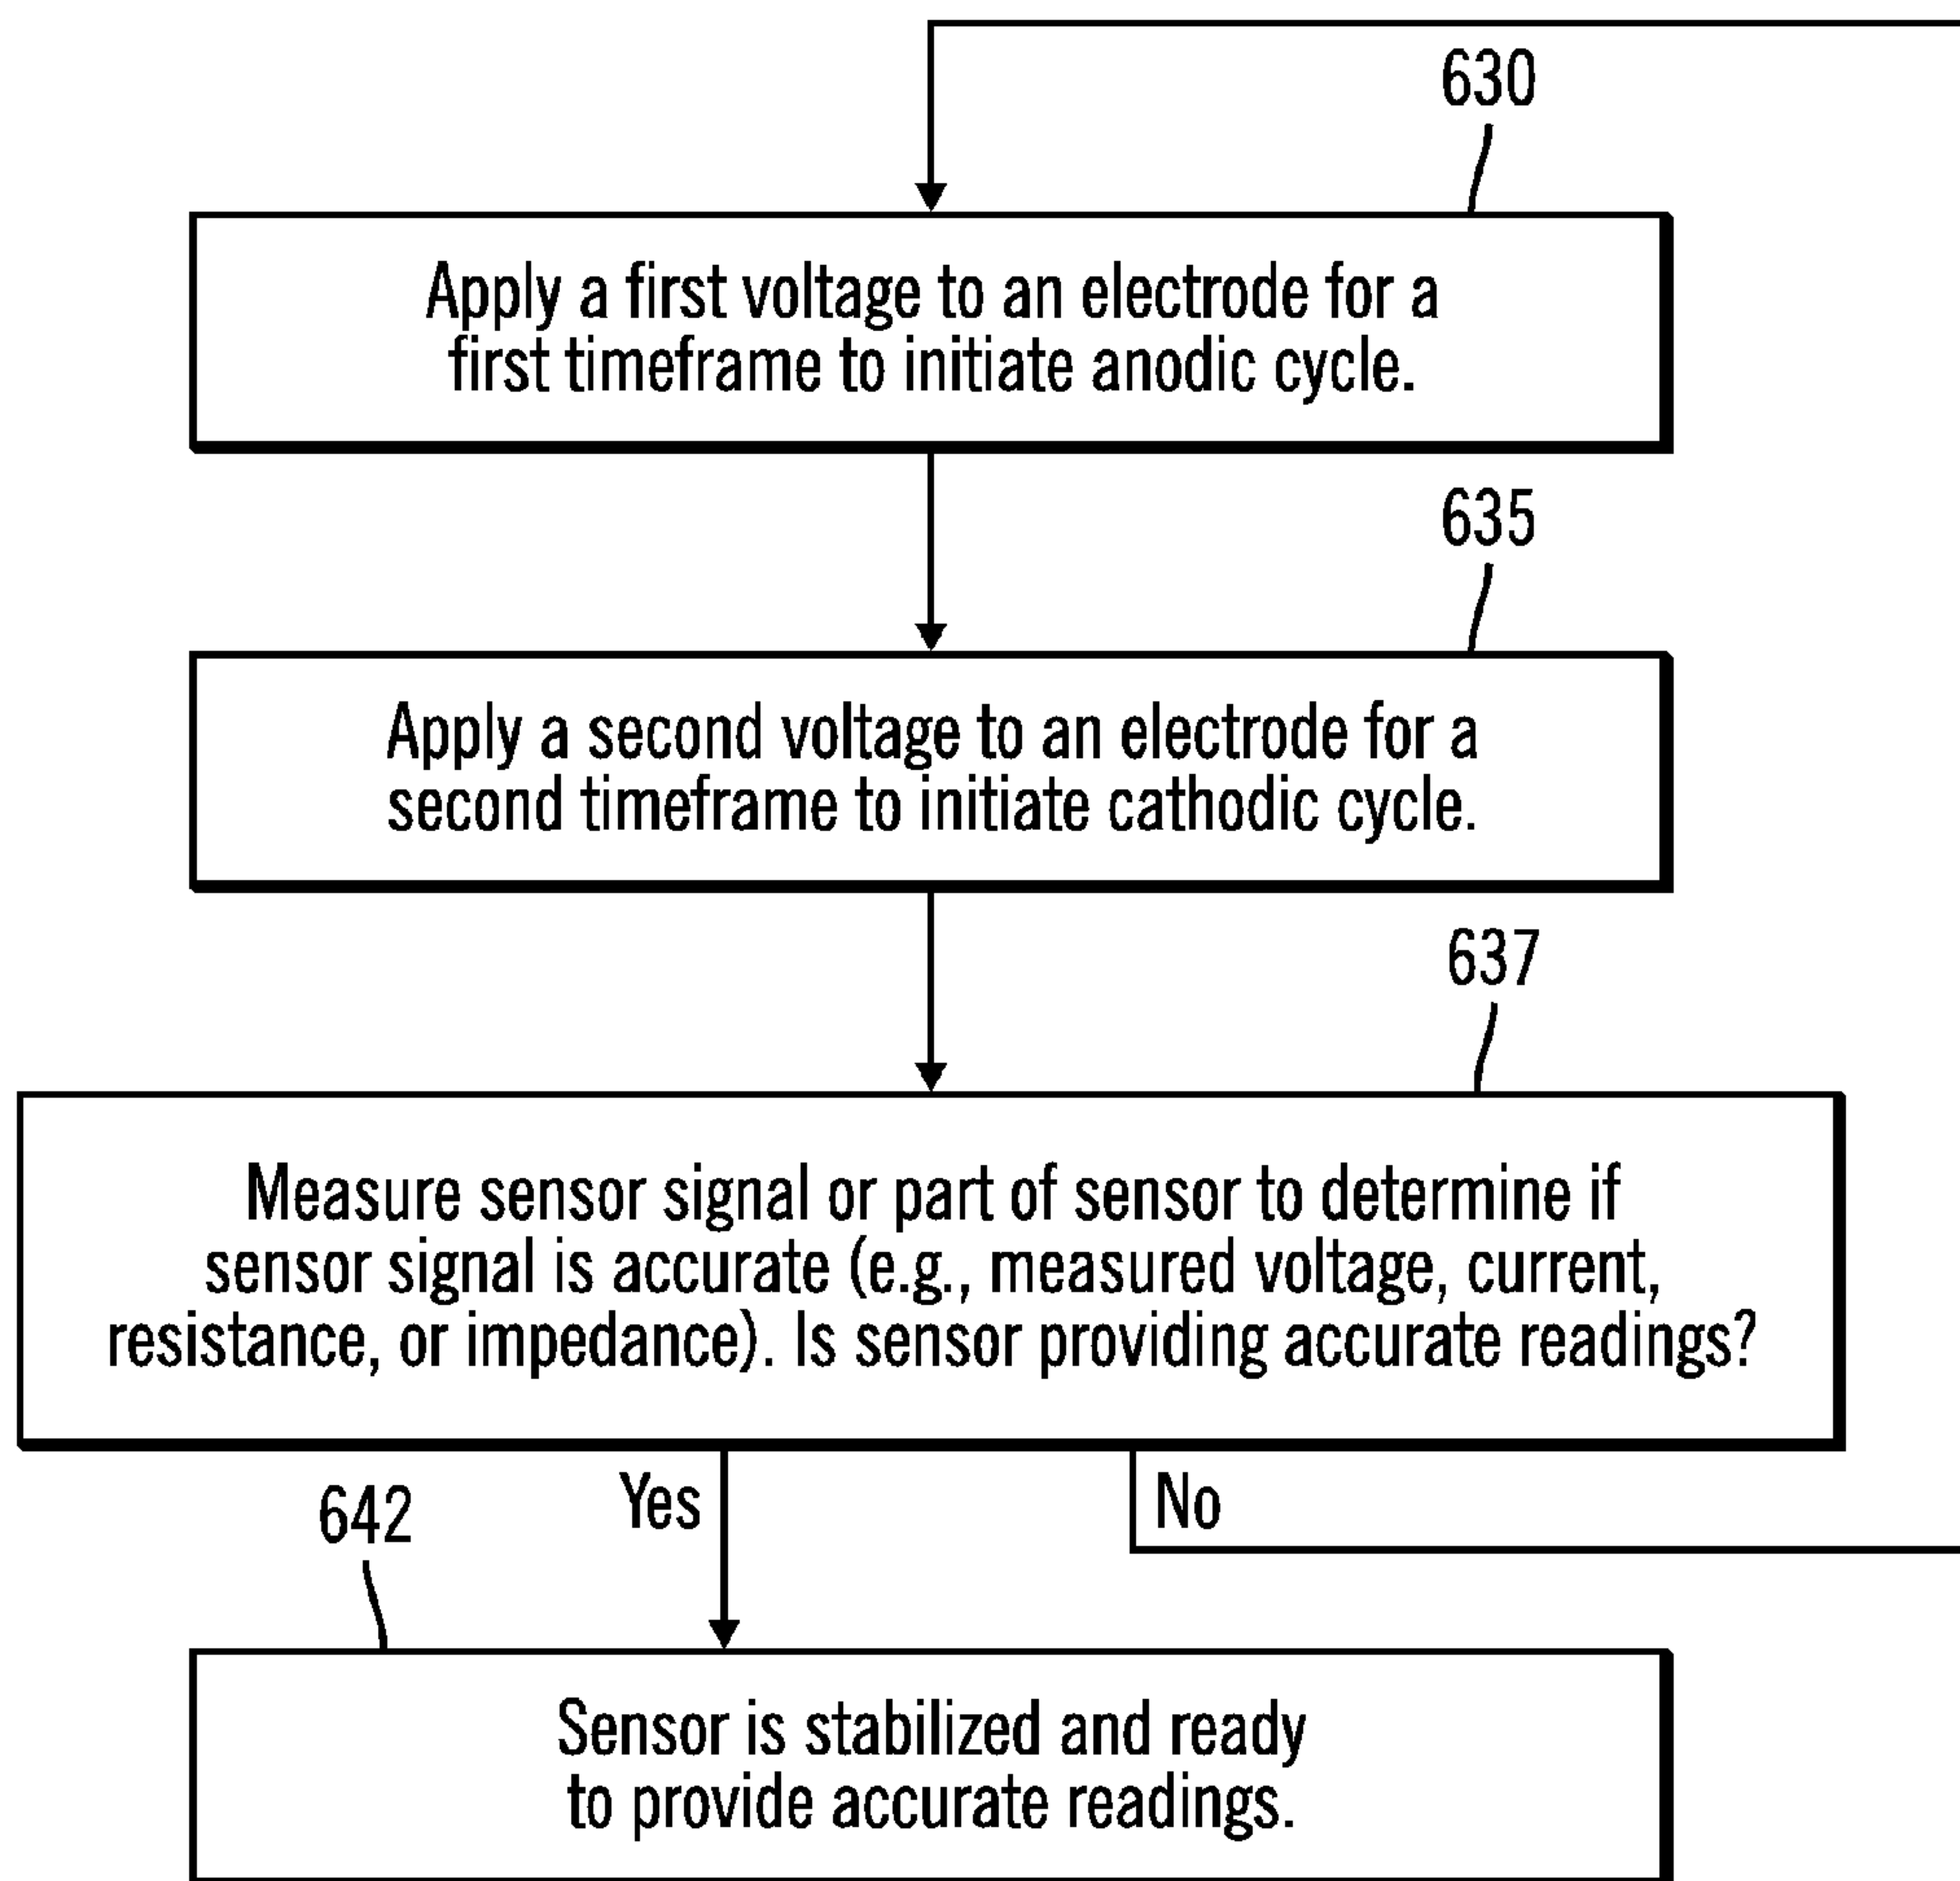 630
Apply a first voltage to an electrode for a
first timeframe to initiate anodic cycle.
635
Apply a second voltage to an electrode for a
second timeframe to initiate cathodic cycle.
637
Measure sensor signal or part of sensor to determine if
sensor signal is accurate (e.g., measured voltage, current,
resistance, or impedance). Is sensor providing accurate readings?
642
Yes
No
Sensor is stabilized and ready
to provide accurate readings.